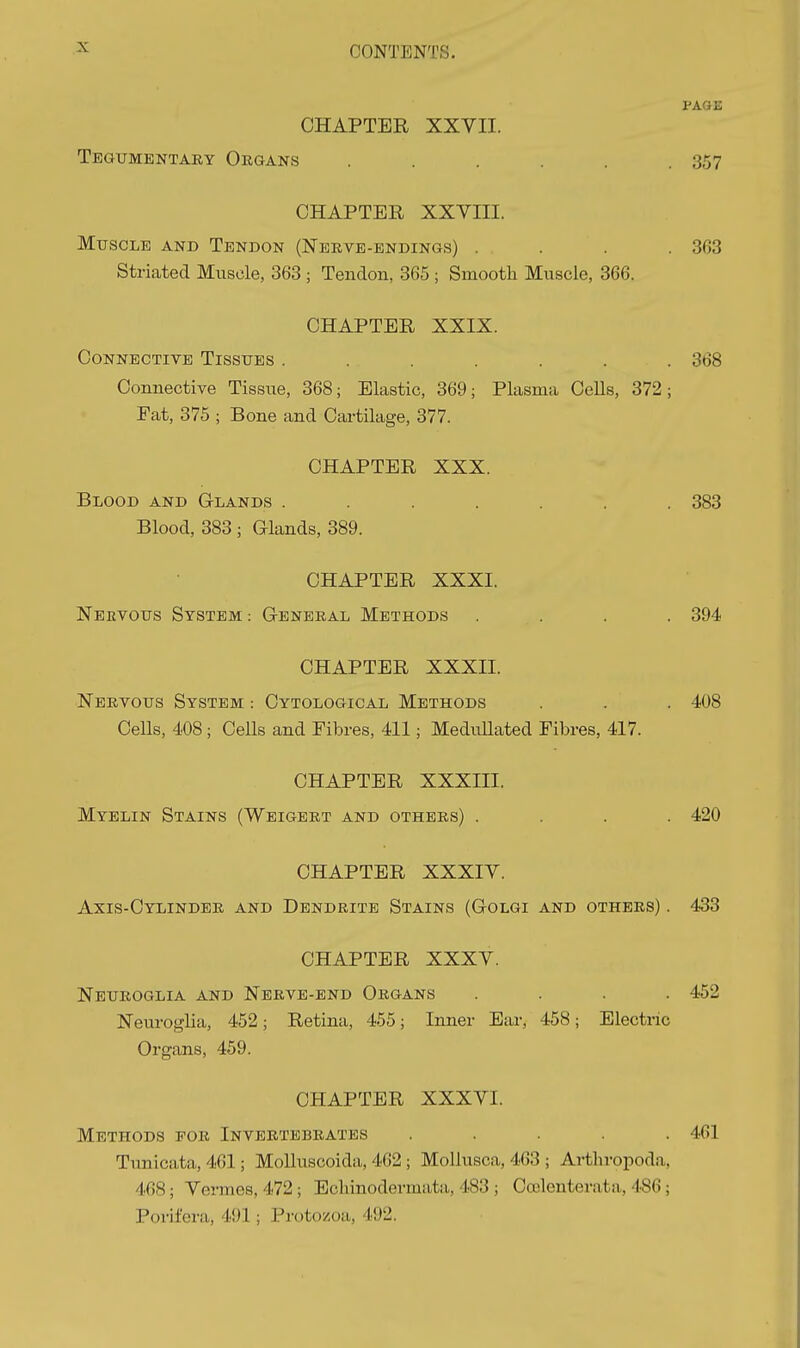 x
CONTENTS.
PAGE
CHAPTER XXVII.
Tegumentary Organs . . . . . . 357
CHAPTER XXVIII.
Muscle and Tendon (Nerve-endings) . . . . 363
Striated Muscle, 363; Tendon, 365; Smooth Muscle, 366.
CHAPTER XXIX.
Connective Tissues . . . . . . . 368
Connective Tissue, 368; Elastic, 369; Plasma Cells, 372;
Fat, 375; Bone and Cartilage, 377.
CHAPTER XXX.
Blood and Glands . . . . . . . 383
Blood, 383; Glands, 389.
CHAPTER XXXI.
Nervous System: General Methods . . . . 394
CHAPTER XXXII.
Nervous System: Cytological Methods . . . 408
Cells, 408; Cells and Fibres, 411; Medullated Fibres, 417.
CHAPTER XXXIII.
Myelin Stains (Weigert and others) . . . . 420
CHAPTER XXXIV.
Axis-Cylinder and Dendrite Stains (Golgi and others) . 433
CHAPTER XXXV.
Neuroglia and Nerve-end Organs . . . . 452
Neuroglia, 452; Retina, 455; Inner Ear, 458; Electric
Organs, 459.
CHAPTER XXXVI.
Methods for Invertebrates . . . . . 461
Tunicata, 461; Molluscoida, 462; Mollusca, 463; Arthropoda,
468; Vermes, 472; Echinodermata, 483; Cœlenterata, 486;
Porifera, 491; Protozoa, 492.